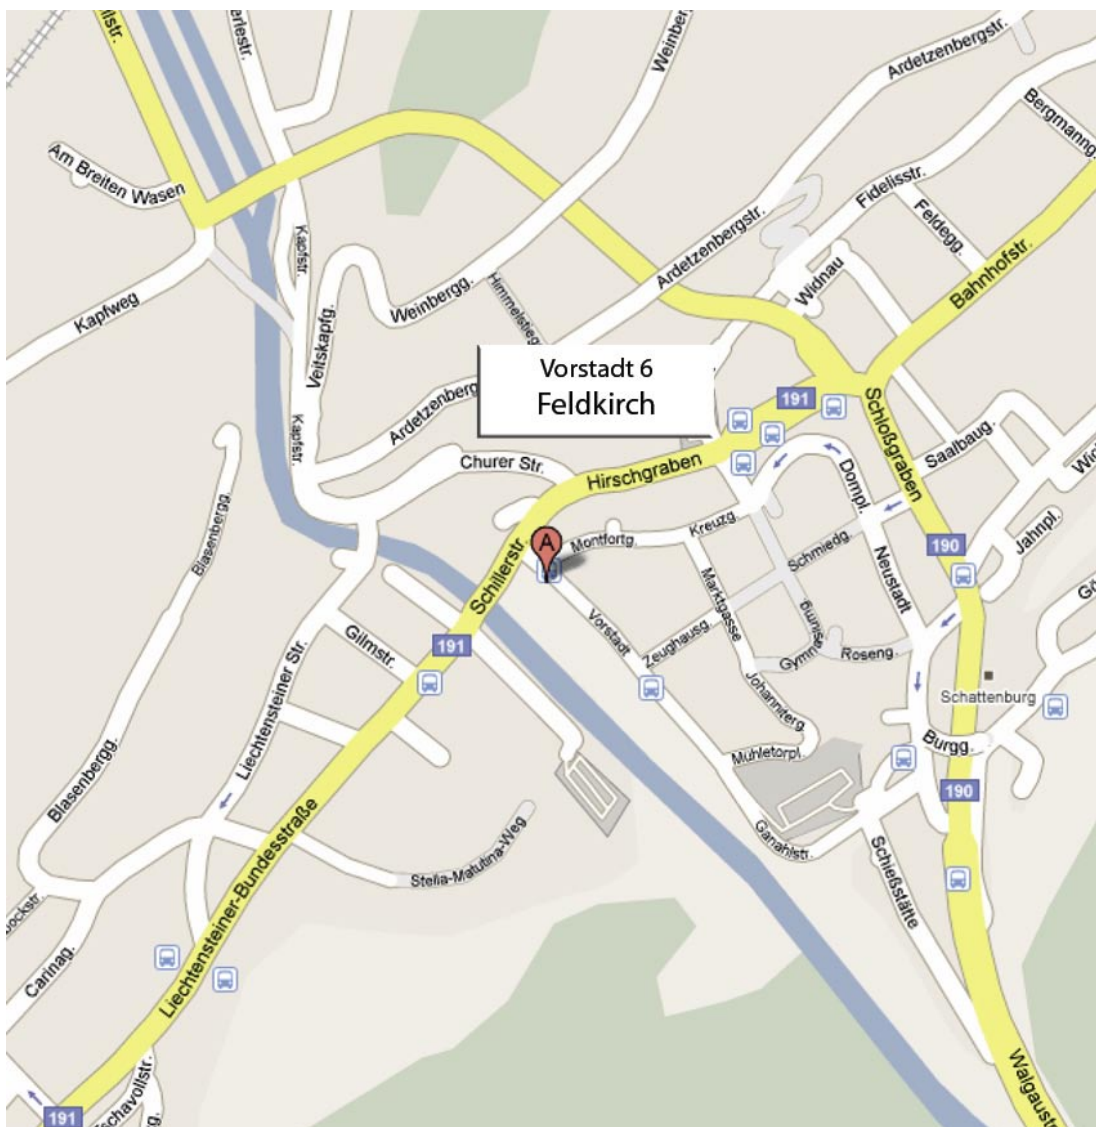 Weinberg
Ardetzenbergstr.
Bergmanng.
Am Breiten Wasen
Fidelisstr.
Feldegg.
Kapfstr.
Ardetzenbergstr.
Bahnhofstr.
Widnau
Kapfweg
Weinbergg.
Himmelstieg
Veitskapfg.
Vorstadt 6
Feldkirch
191
Ardetzenberg
Schloßgraben
Kapfstr.
Saalbaug.
Churer Str.
Hirschgraben
Dompl.
Blasenbergg.
Kreuzg.
Jahnpl.
A
Montfortg.
190
Schmiedg.
Neustadt
Schillerstr.
Marktgasse
Gymnasiumg.
Vorstadt
Zeughausg.
Roseng.
Gilmstr.
191
Liechtensteiner Str.
Schattenburg
Johanniterg.
Burgg.
Mühletorpl.
Blasenbergg.
190
Ganahlstr.
Liechtensteiner-Bundesstraße
Stella-Matutina-Weg
Schießstätte
Carinag.
Walgaustr
191